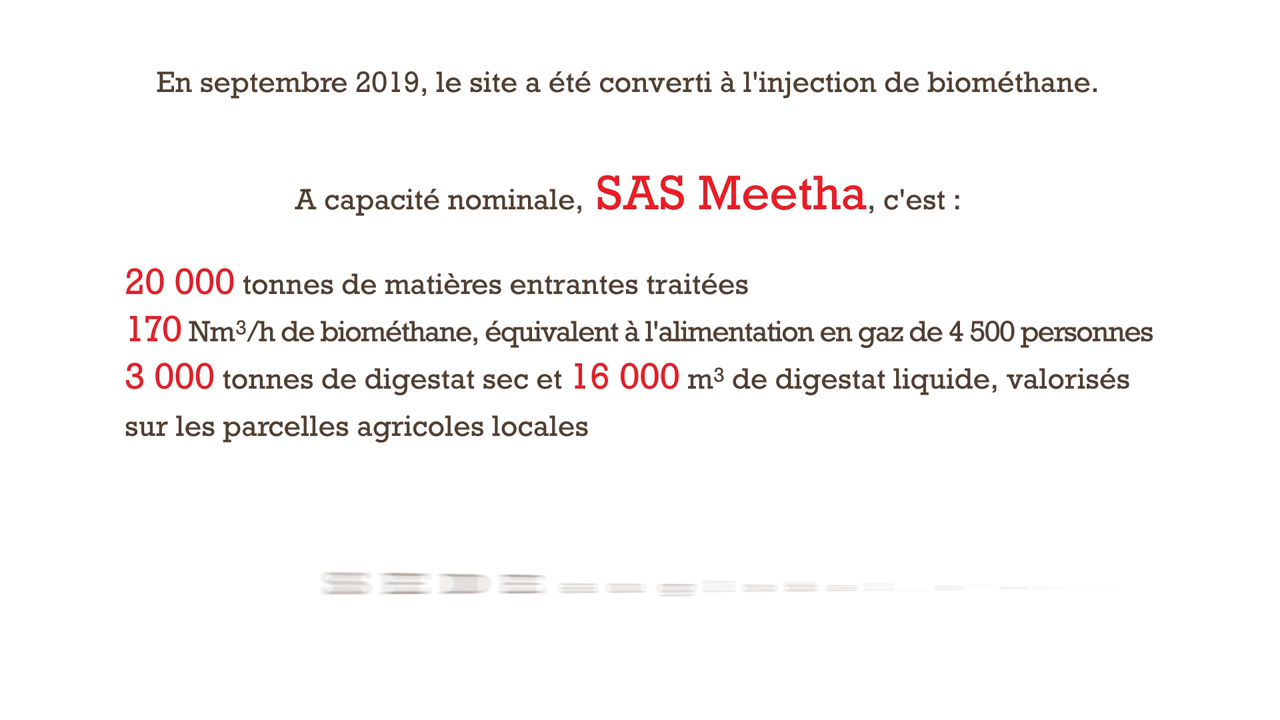 En septembre 2019, le site a été converti à l'injection de biométhane.
A capacité nominale, SAS Meetha, c'est :
20 000 tonnes de matières entrantes traitées
170 Nm³/h de biométhane, équivalent à l'alimentation en gaz de 4 500 personnes
3 000 tonnes de digestat sec et 16 000 m³ de digestat liquide, valorisés
sur les parcelles agricoles locales
SEDE